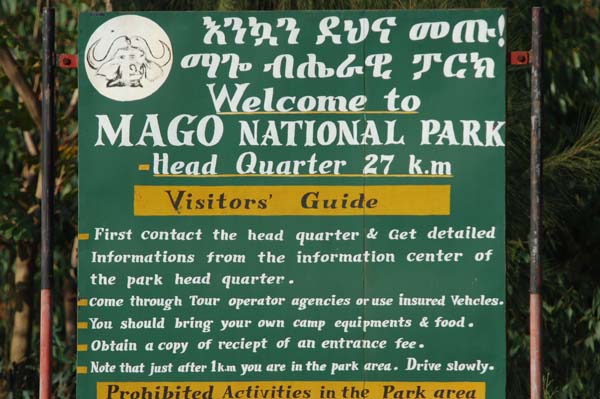 እንኳን ደህና መጡ!
ማጎ ብሔራዊ ፓርክ
Welcome to
MAGO NATIONAL PARK
Head Quarter 27 k.m
Visitors' Guide
First contact the head quarter & Get detailed
Informations from the information center of
the park head quarter.
come through Tour operator agencies or use insured Vehcles.
You should bring your own camp equipments & food.
Obtain a copy of reciept of an entrance fee.
Note that just after 1km you are in the park area. Drive slowly.
Prohibited Activities in the Park area